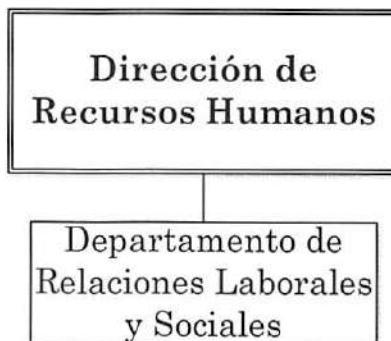 Dirección de
Recursos Humanos
Departamento de
Relaciones Laborales
y Sociales